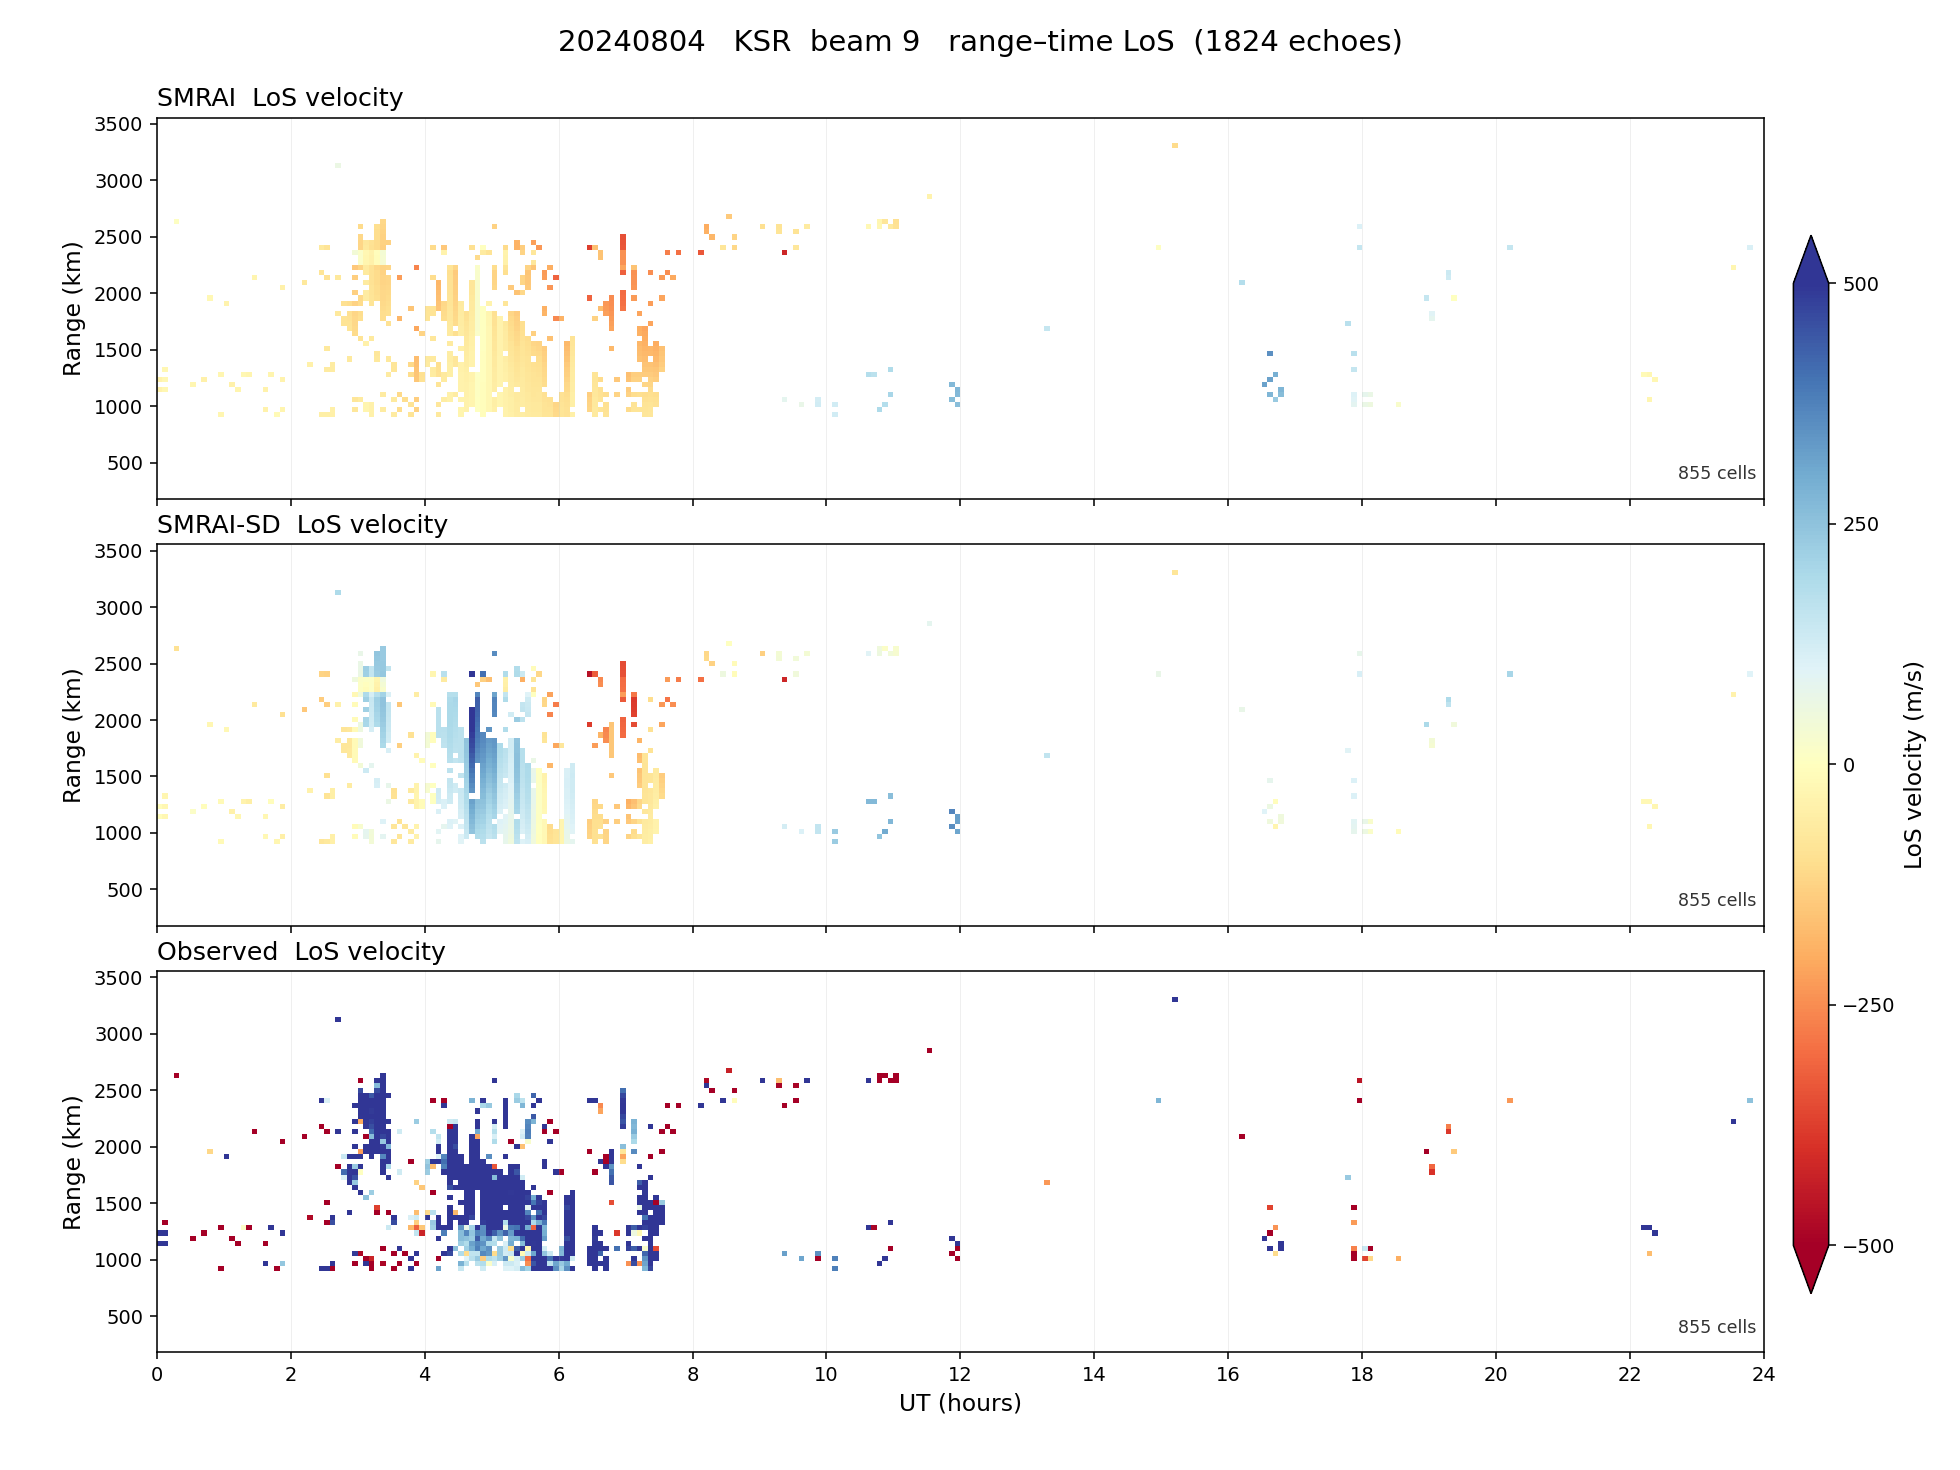 20240804   KSR  beam 9   range–time LoS  (1824 echoes)
SMRAI  LoS velocity
3500
3000
2500
2000
1500
1000
500
Range (km)
855 cells
SMRAI-SD  LoS velocity
3500
3000
2500
2000
1500
1000
500
Range (km)
855 cells
Observed  LoS velocity
3500
3000
2500
2000
1500
1000
500
Range (km)
855 cells
0 2 4 6 8 10 12 14 16 18 20 22 24
UT (hours)
500
250
0
−250
−500
LoS velocity (m/s)